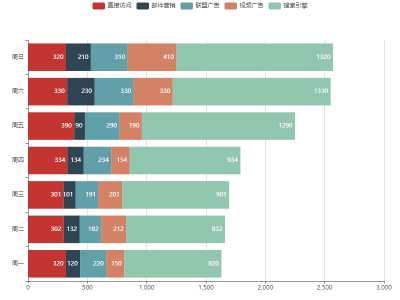 直接访问 邮件营销 联盟广告 视频广告 搜索引擎
周日 320 210 310 410 1320
周六 330 230 330 330 1330
周五 390 90 290 190 1290
周四 334 134 234 154 934
周三 301 101 191 201 901
周二 302 132 182 212 832
周一 320 120 220 150 820
0 500 1,000 1,500 2,000 2,500 3,000